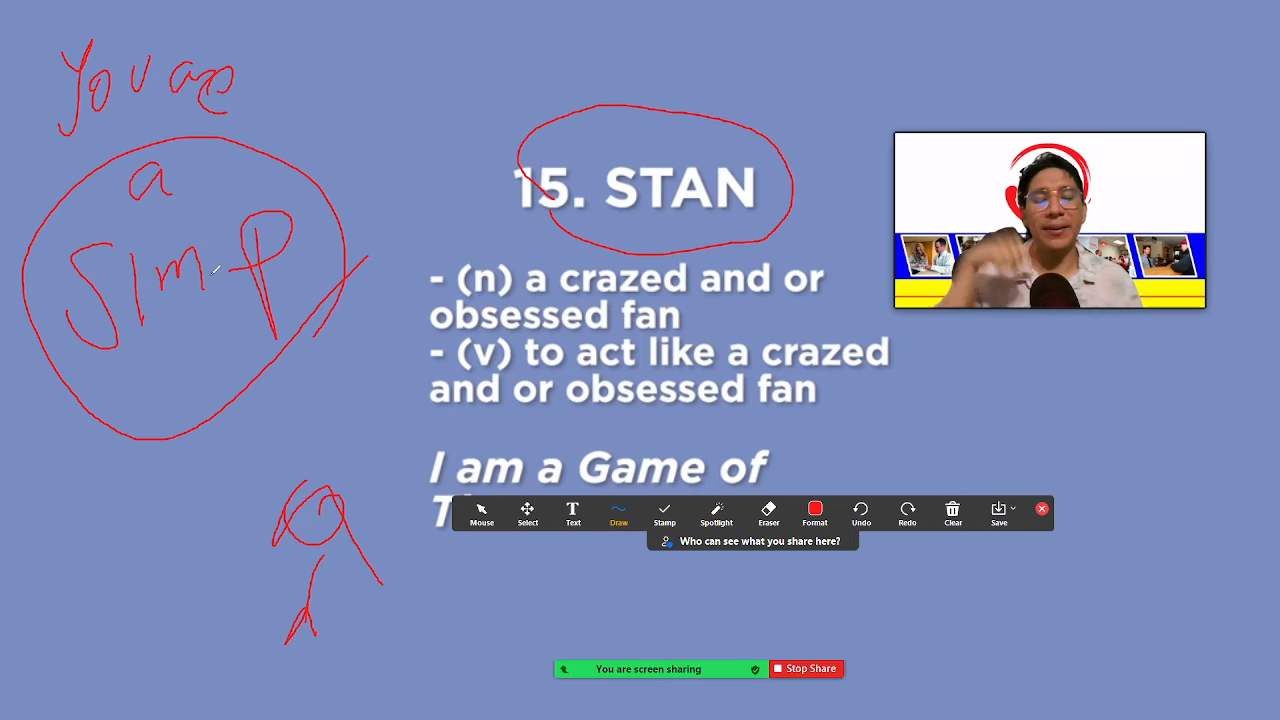 You are
a
simp
15. STAN
- (n) a crazed and or
obsessed fan
- (v) to act like a crazed
and or obsessed fan
I am a Game of
Mouse Select Text Draw Stamp Spotlight Eraser Format Undo Redo Clear Save
Who can see what you share here?
You are screen sharing Stop Share